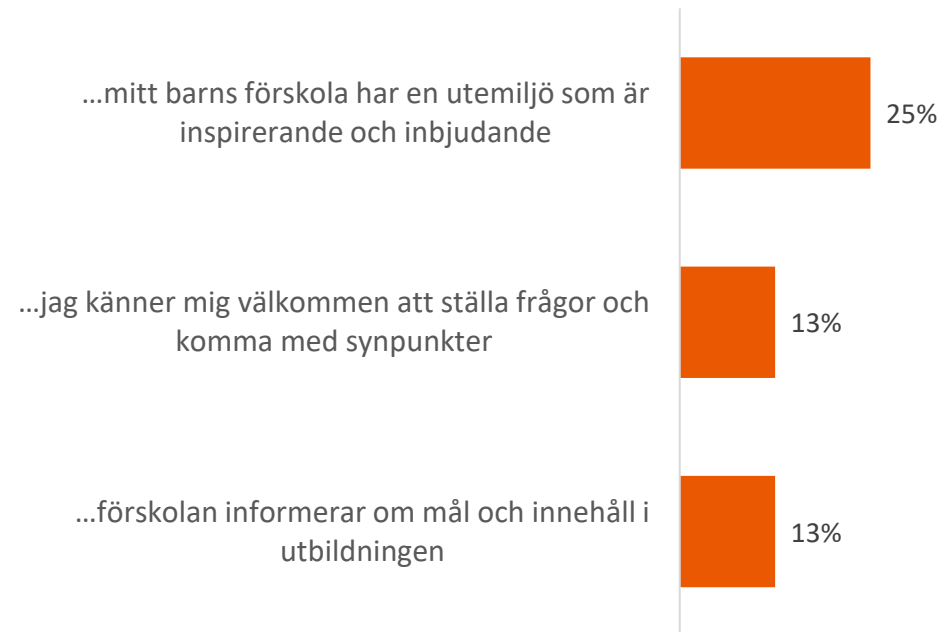 ...mitt barns förskola har en utemiljö som är
inspirerande och inbjudande
25%
...jag känner mig välkommen att ställa frågor och
komma med synpunkter
13%
...förskolan informerar om mål och innehåll i
utbildningen
13%